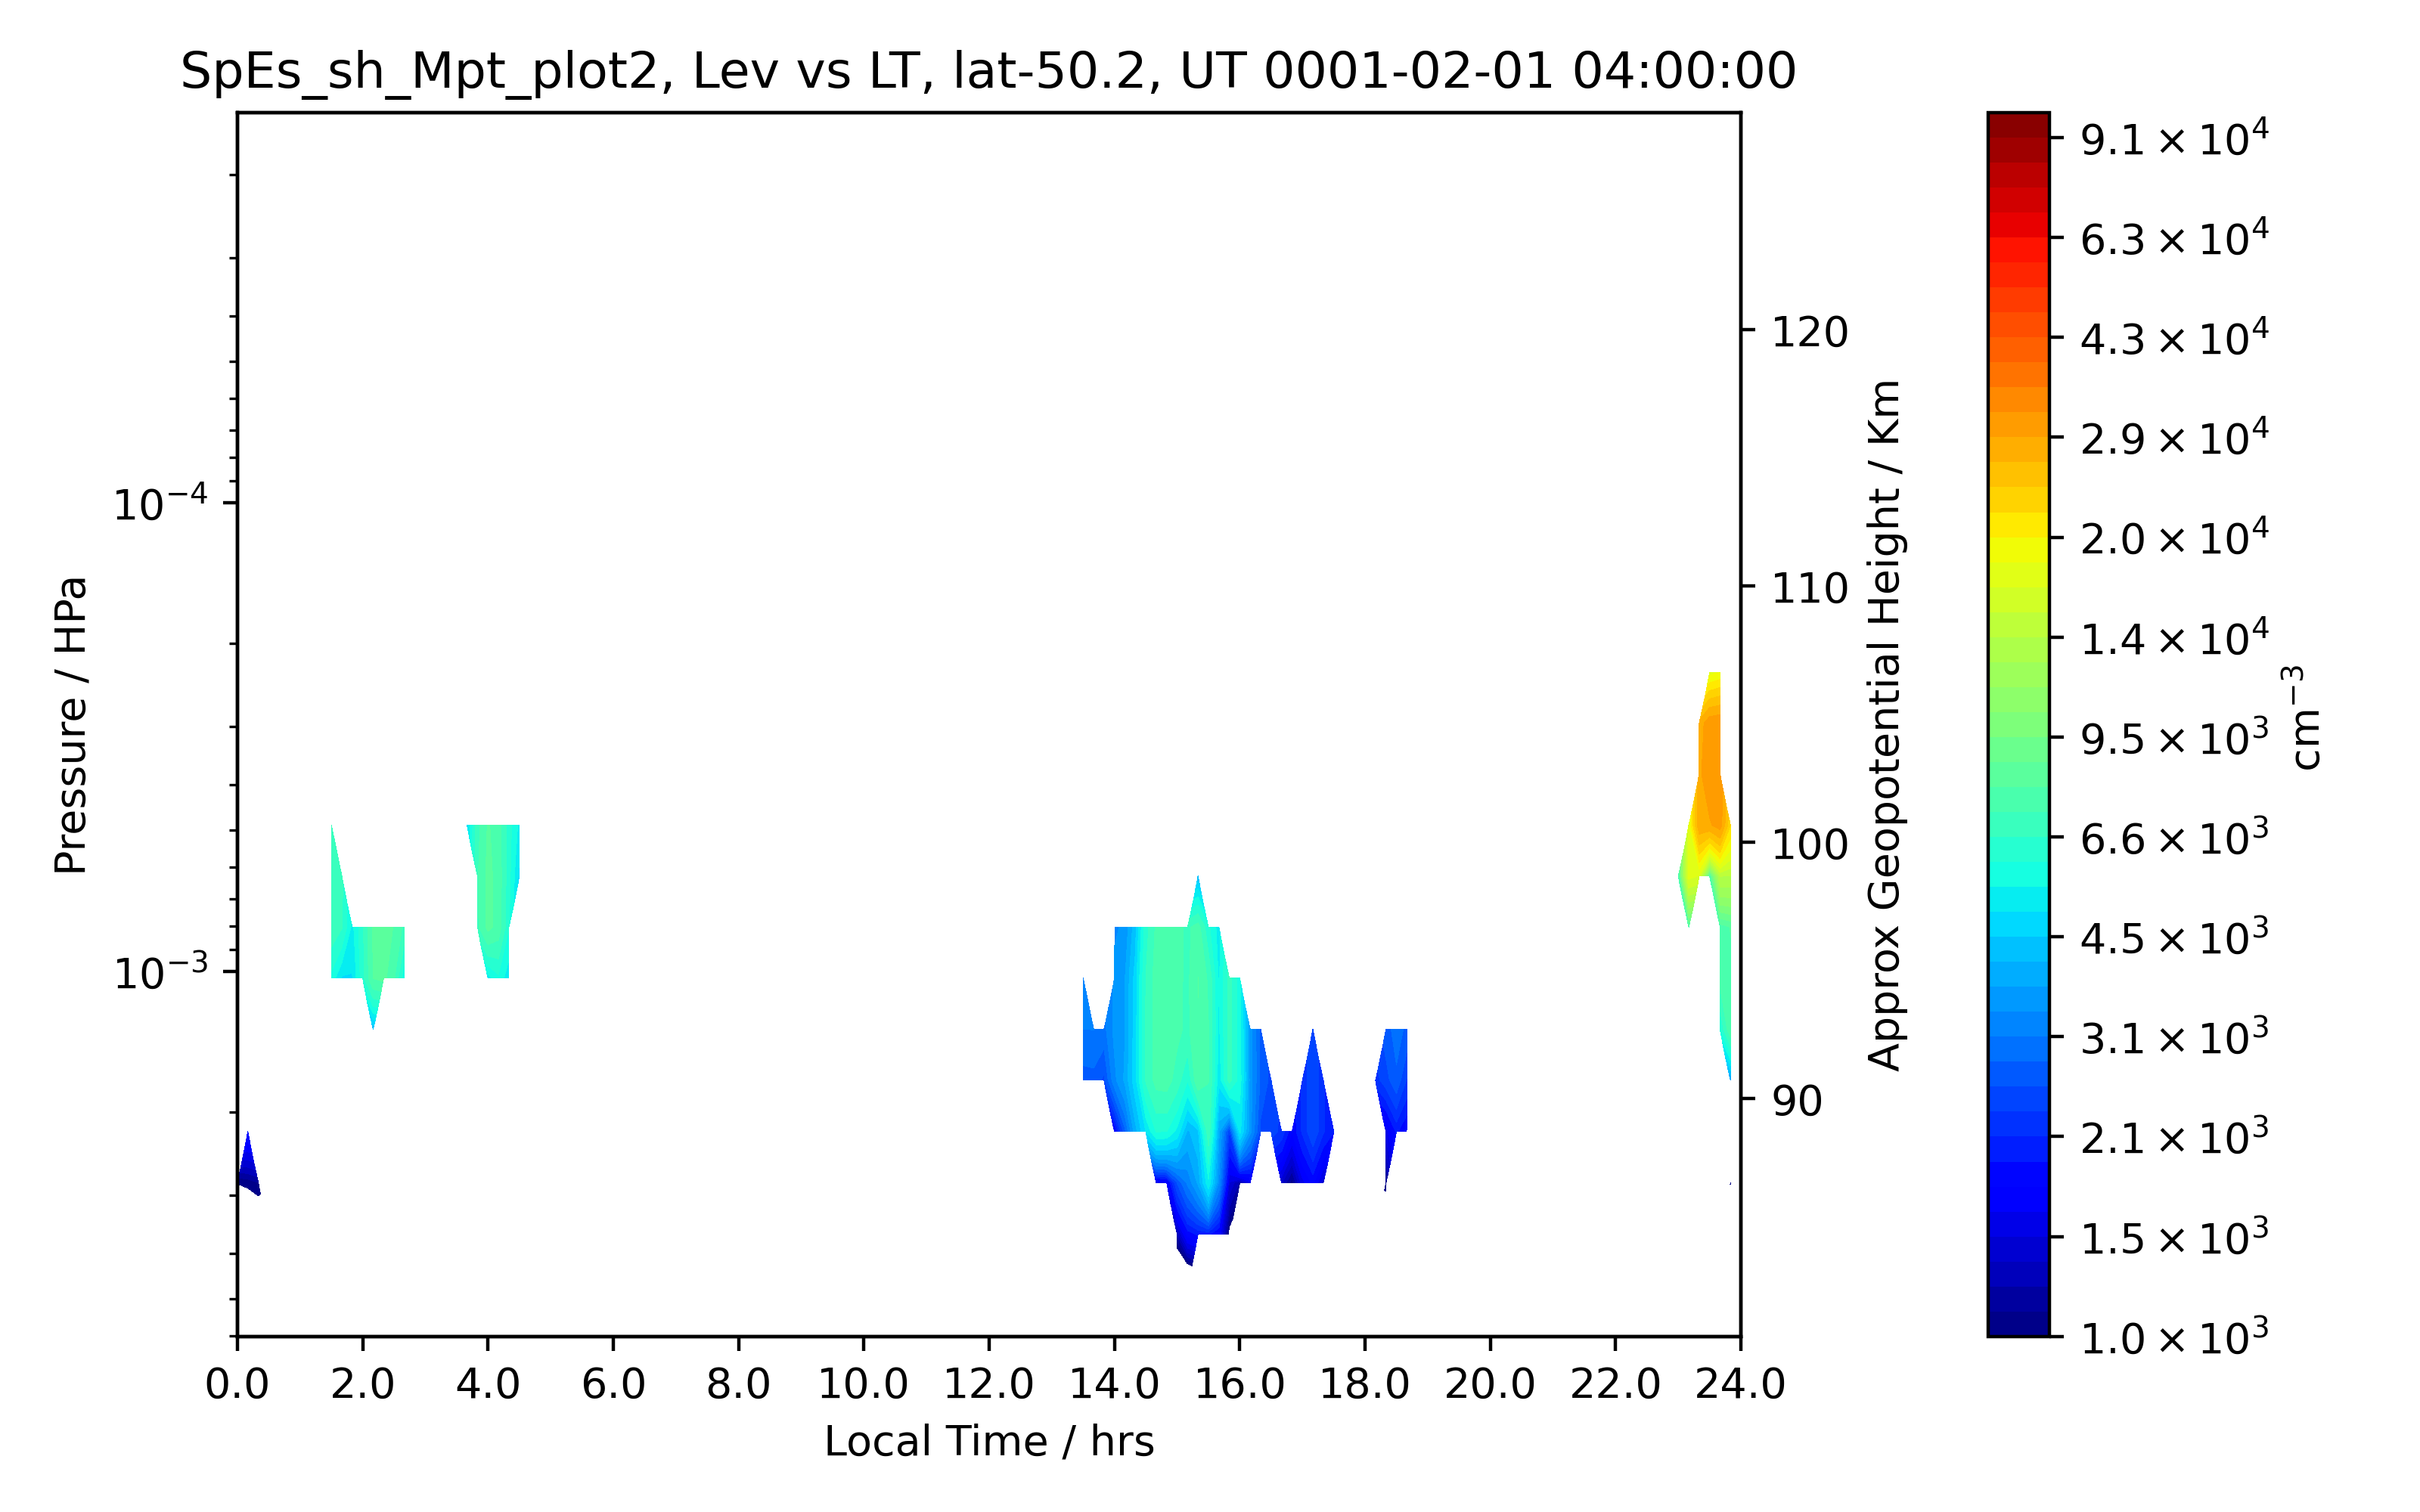 SpEs_sh_Mpt_plot2, Lev vs LT, lat-50.2, UT 0001-02-01 04:00:00
Pressure / HPa
10⁻⁴
10⁻³
0.0 2.0 4.0 6.0 8.0 10.0 12.0 14.0 16.0 18.0 20.0 22.0 24.0
Local Time / hrs
120
110
100
90
Approx Geopotential Height / Km
9.1 × 10⁴
6.3 × 10⁴
4.3 × 10⁴
2.9 × 10⁴
2.0 × 10⁴
1.4 × 10⁴
9.5 × 10³
6.6 × 10³
4.5 × 10³
3.1 × 10³
2.1 × 10³
1.5 × 10³
1.0 × 10³
cm⁻³